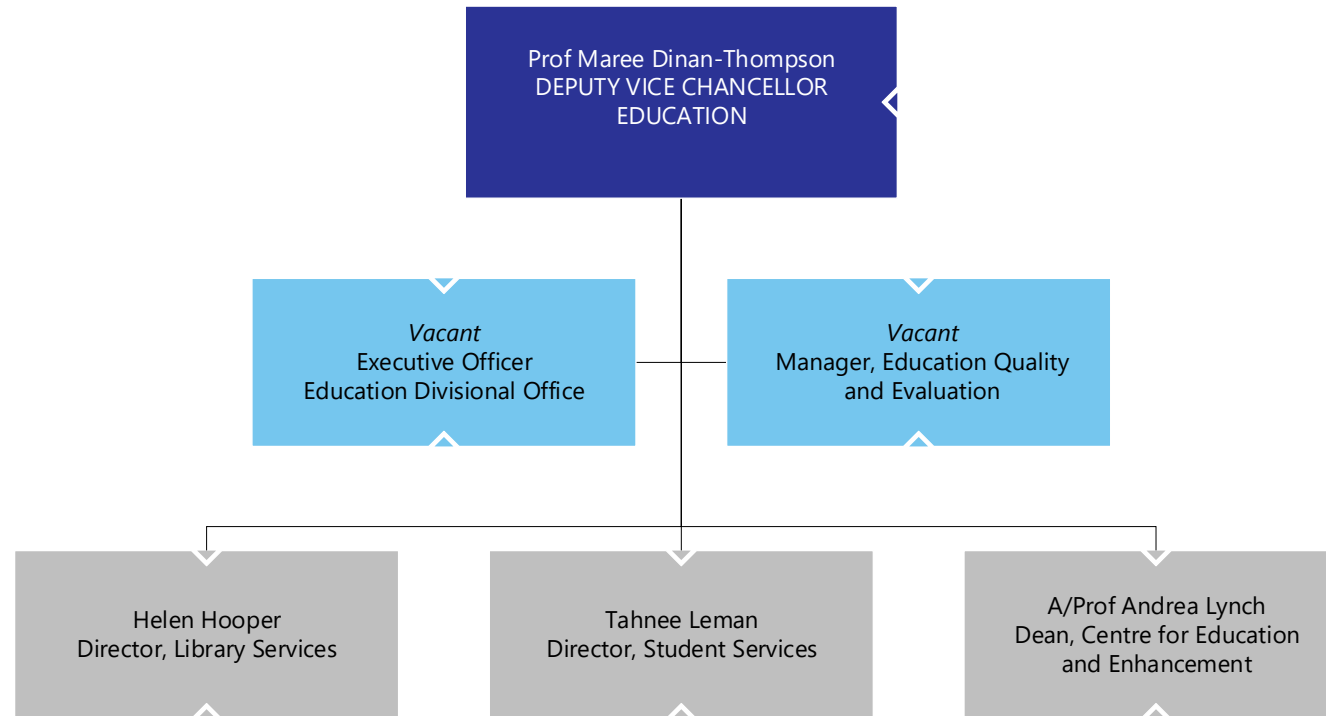 Prof Maree Dinan-Thompson
DEPUTY VICE CHANCELLOR
EDUCATION
Vacant
Executive Officer
Education Divisional Office
Vacant
Manager, Education Quality
and Evaluation
Helen Hooper
Director, Library Services
Tahnee Leman
Director, Student Services
A/Prof Andrea Lynch
Dean, Centre for Education
and Enhancement